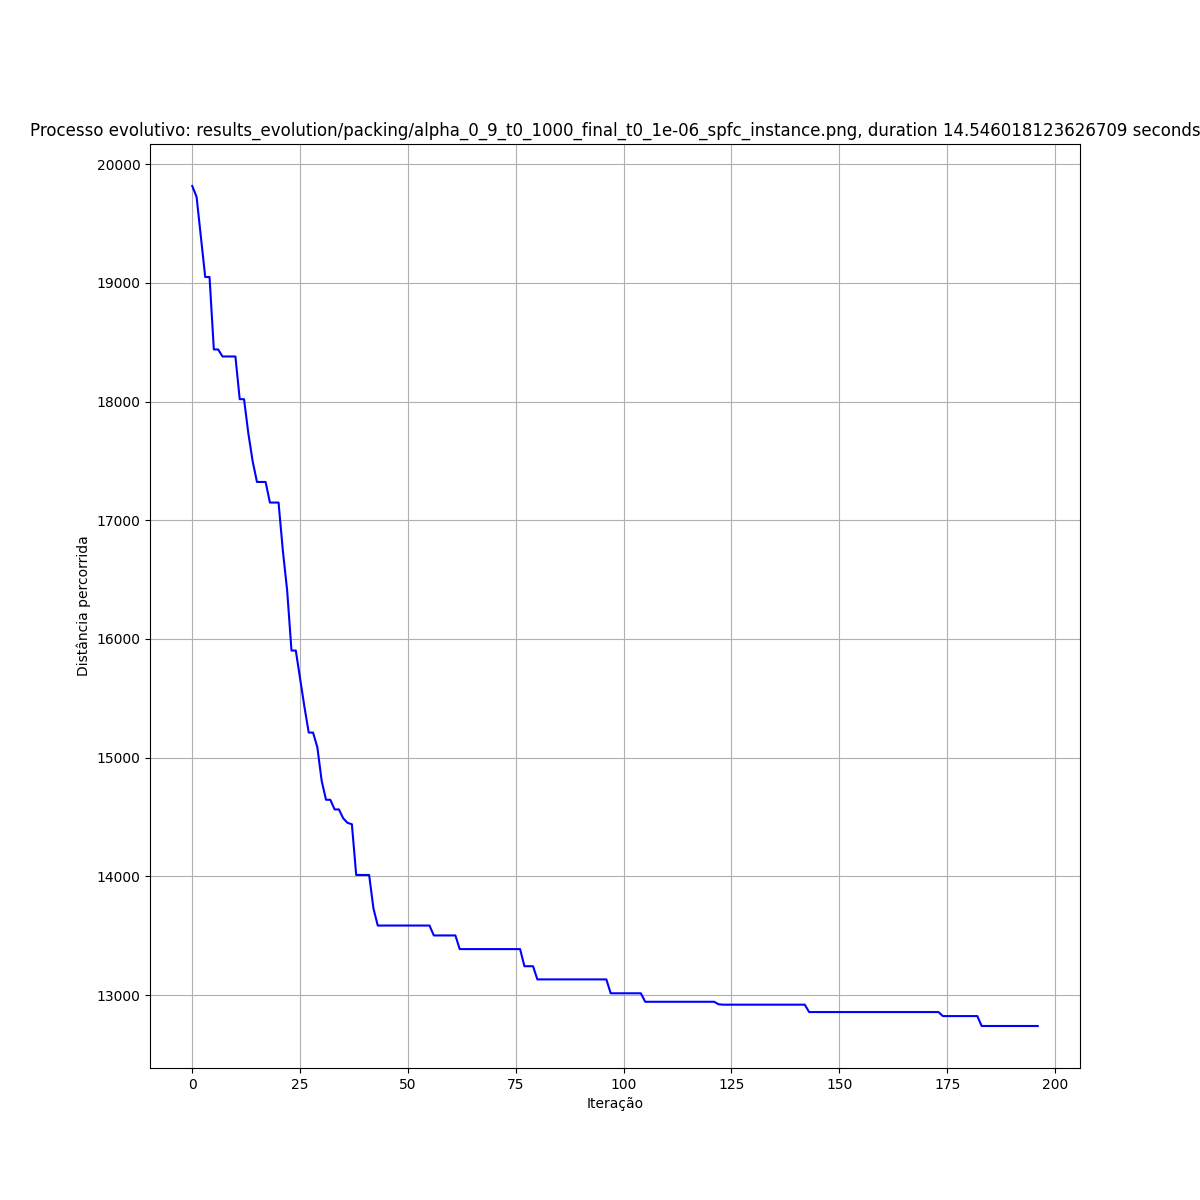 Processo evolutivo: results_evolution/packing/alpha_0_9_t0_1000_final_t0_1e-06_spfc_instance.png, duration 14.546018123626709 seconds
20000
19000
18000
17000
16000
15000
14000
13000
Distância percorrida
0 25 50 75 100 125 150 175 200
Iteração